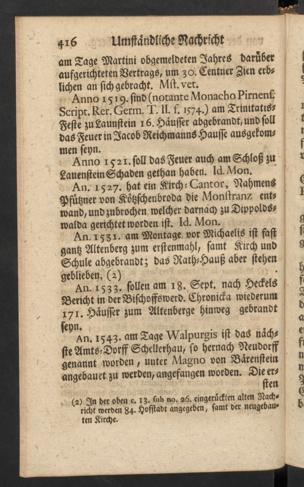 416 Umständliche Nachricht
am Tage Martini obgemeldeten Jahres darüber
aufgerichteten Vertrags, um 30. Centner Zien erb-
lichen an sich gebracht. Mst. vet.
Anno 1519. sind (notante Monacho Pirnens.
Script. Rer. Germ. T. II. f. 1574.) am Trinitatis-
Feste zu Launstein 16. Häuser abgebrandt, und soll
das Feuer in Jacob Reichmanns Hausse ausgekom-
men seyn.
Anno 1521. soll das Feuer auch am Schloß zu
Lauenstein Schaden gethan haben. Id. Mon.
An. 1527. hat ein Kirch-Cantor, Nahmens
Pfützner von Kötzschenbroda die Monstranz ent-
wand, und zubrochen, welcher darnach zu Dippolds-
walda gerichtet worden ist. Id. Mon.
An. 1531. am Montage vor Michaelis ist fast
gantz Altenberg zum erstenmahl, samt Kirch und
Schule abgebrandt; das Rath-Hauß aber stehen
geblieben. (2)
An. 1533. sollen am 18. Sept. nach Heckels
Bericht in der Bischoffswerd. Chronicka wiederum
171. Häusser zum Altenberge hinweg gebrandt
seyn.
An. 1543. am Tage Walpurgis ist das näch-
ste Amts-Dorff Schellerhau, so hernach Neudorff
genannt worden, unter Magno von Bärenstein
angebauet zu werden, angefangen worden. Die er-
sten
(2) In der oben c. 13. sub no. 26. eingerückten alten Nach-
richt werden 84. Hofstadt angegeben, samt der neugebau-
ten Kirche.